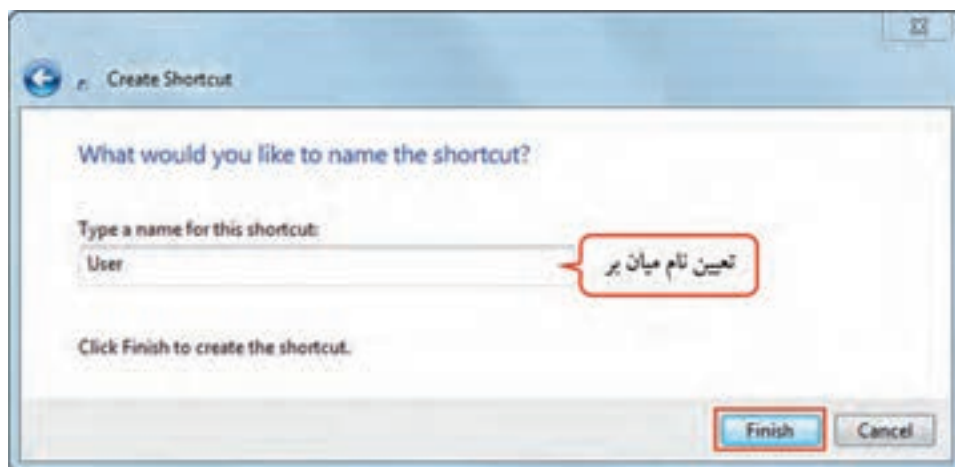 Create Shortcut
What would you like to name the shortcut?
Type a name for this shortcut:
User
تعیین نام میان بر
Click Finish to create the shortcut.
Finish
Cancel